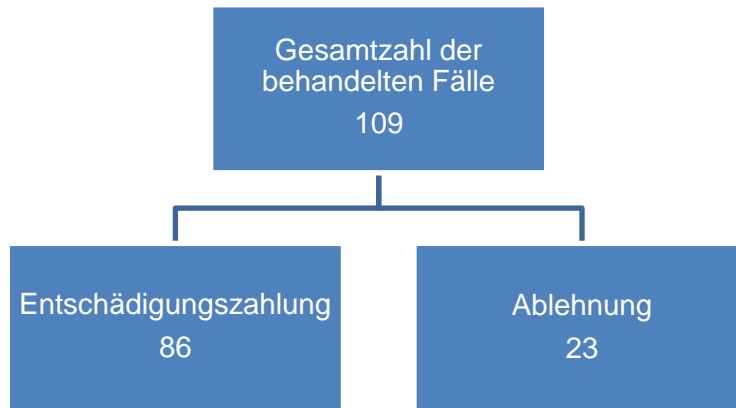 Gesamtzahl der
behandelten Fälle
109
Entschädigungszahlung
86
Ablehnung
23